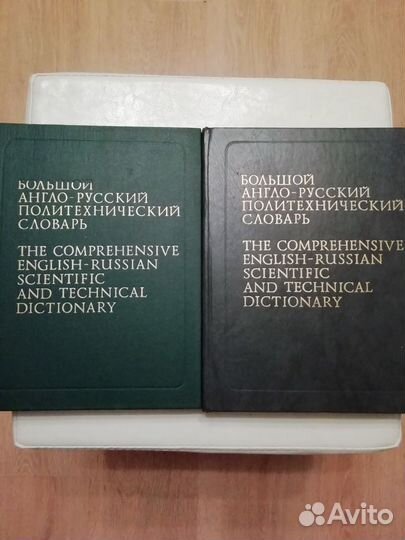 БОЛЬШОЙ
АНГЛО-РУССКИЙ
ПОЛИТЕХНИЧЕСКИЙ
СЛОВАРЬ
THE COMPREHENSIVE
ENGLISH-RUSSIAN
SCIENTIFIC
AND TECHNICAL
DICTIONARY
БОЛЬШОЙ
АНГЛО-РУССКИЙ
ПОЛИТЕХНИЧЕСКИЙ
СЛОВАРЬ
THE COMPREHENSIVE
ENGLISH-RUSSIAN
SCIENTIFIC
AND TECHNICAL
DICTIONARY
Avito